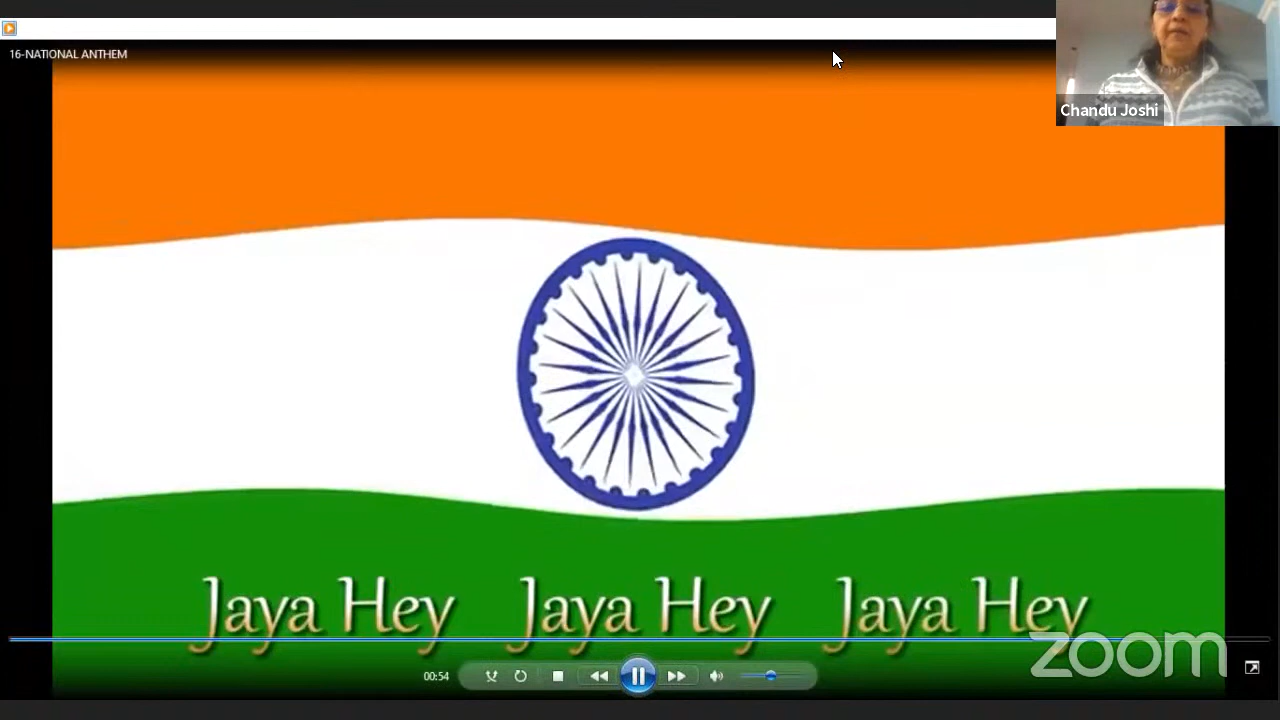 16-NATIONAL ANTHEM
Chandu Joshi
Jaya Hey Jaya Hey Jaya Hey
zoom
00:54